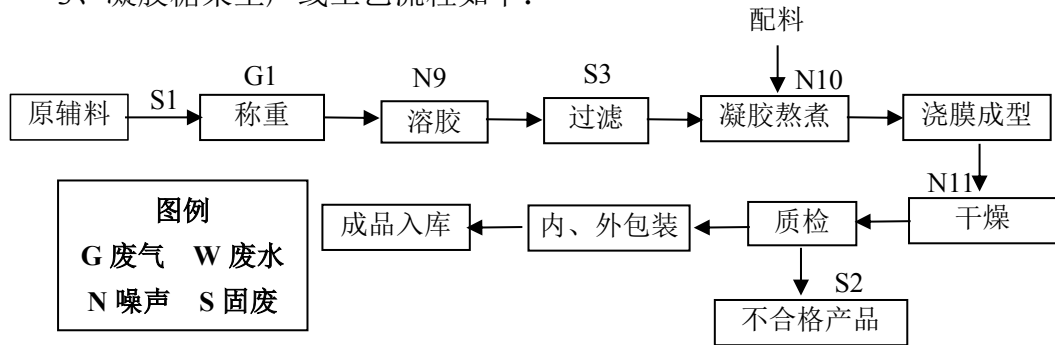 3、凝胶糖果生产线工艺流程如下：
配料
G1 N9 S3 N10
原辅料 S1 称重 溶胶 过滤 凝胶熬煮 浇膜成型
N11
图例
成品入库 内、外包装 质检 干燥
G 废气 W 废水
S2
N 噪声 S 固废
不合格产品